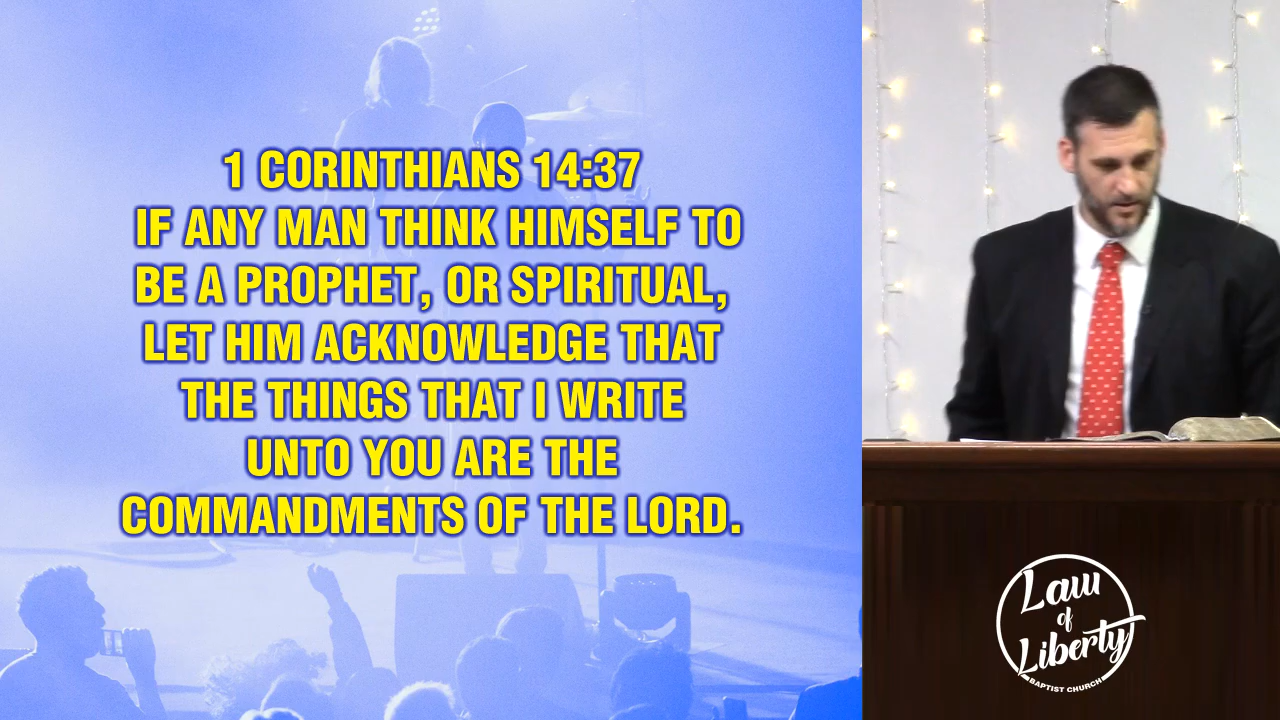 1 CORINTHIANS 14:37
IF ANY MAN THINK HIMSELF TO
BE A PROPHET, OR SPIRITUAL,
LET HIM ACKNOWLEDGE THAT
THE THINGS THAT I WRITE
UNTO YOU ARE THE
COMMANDMENTS OF THE LORD.
Law
of
Liberty
BAPTIST CHURCH